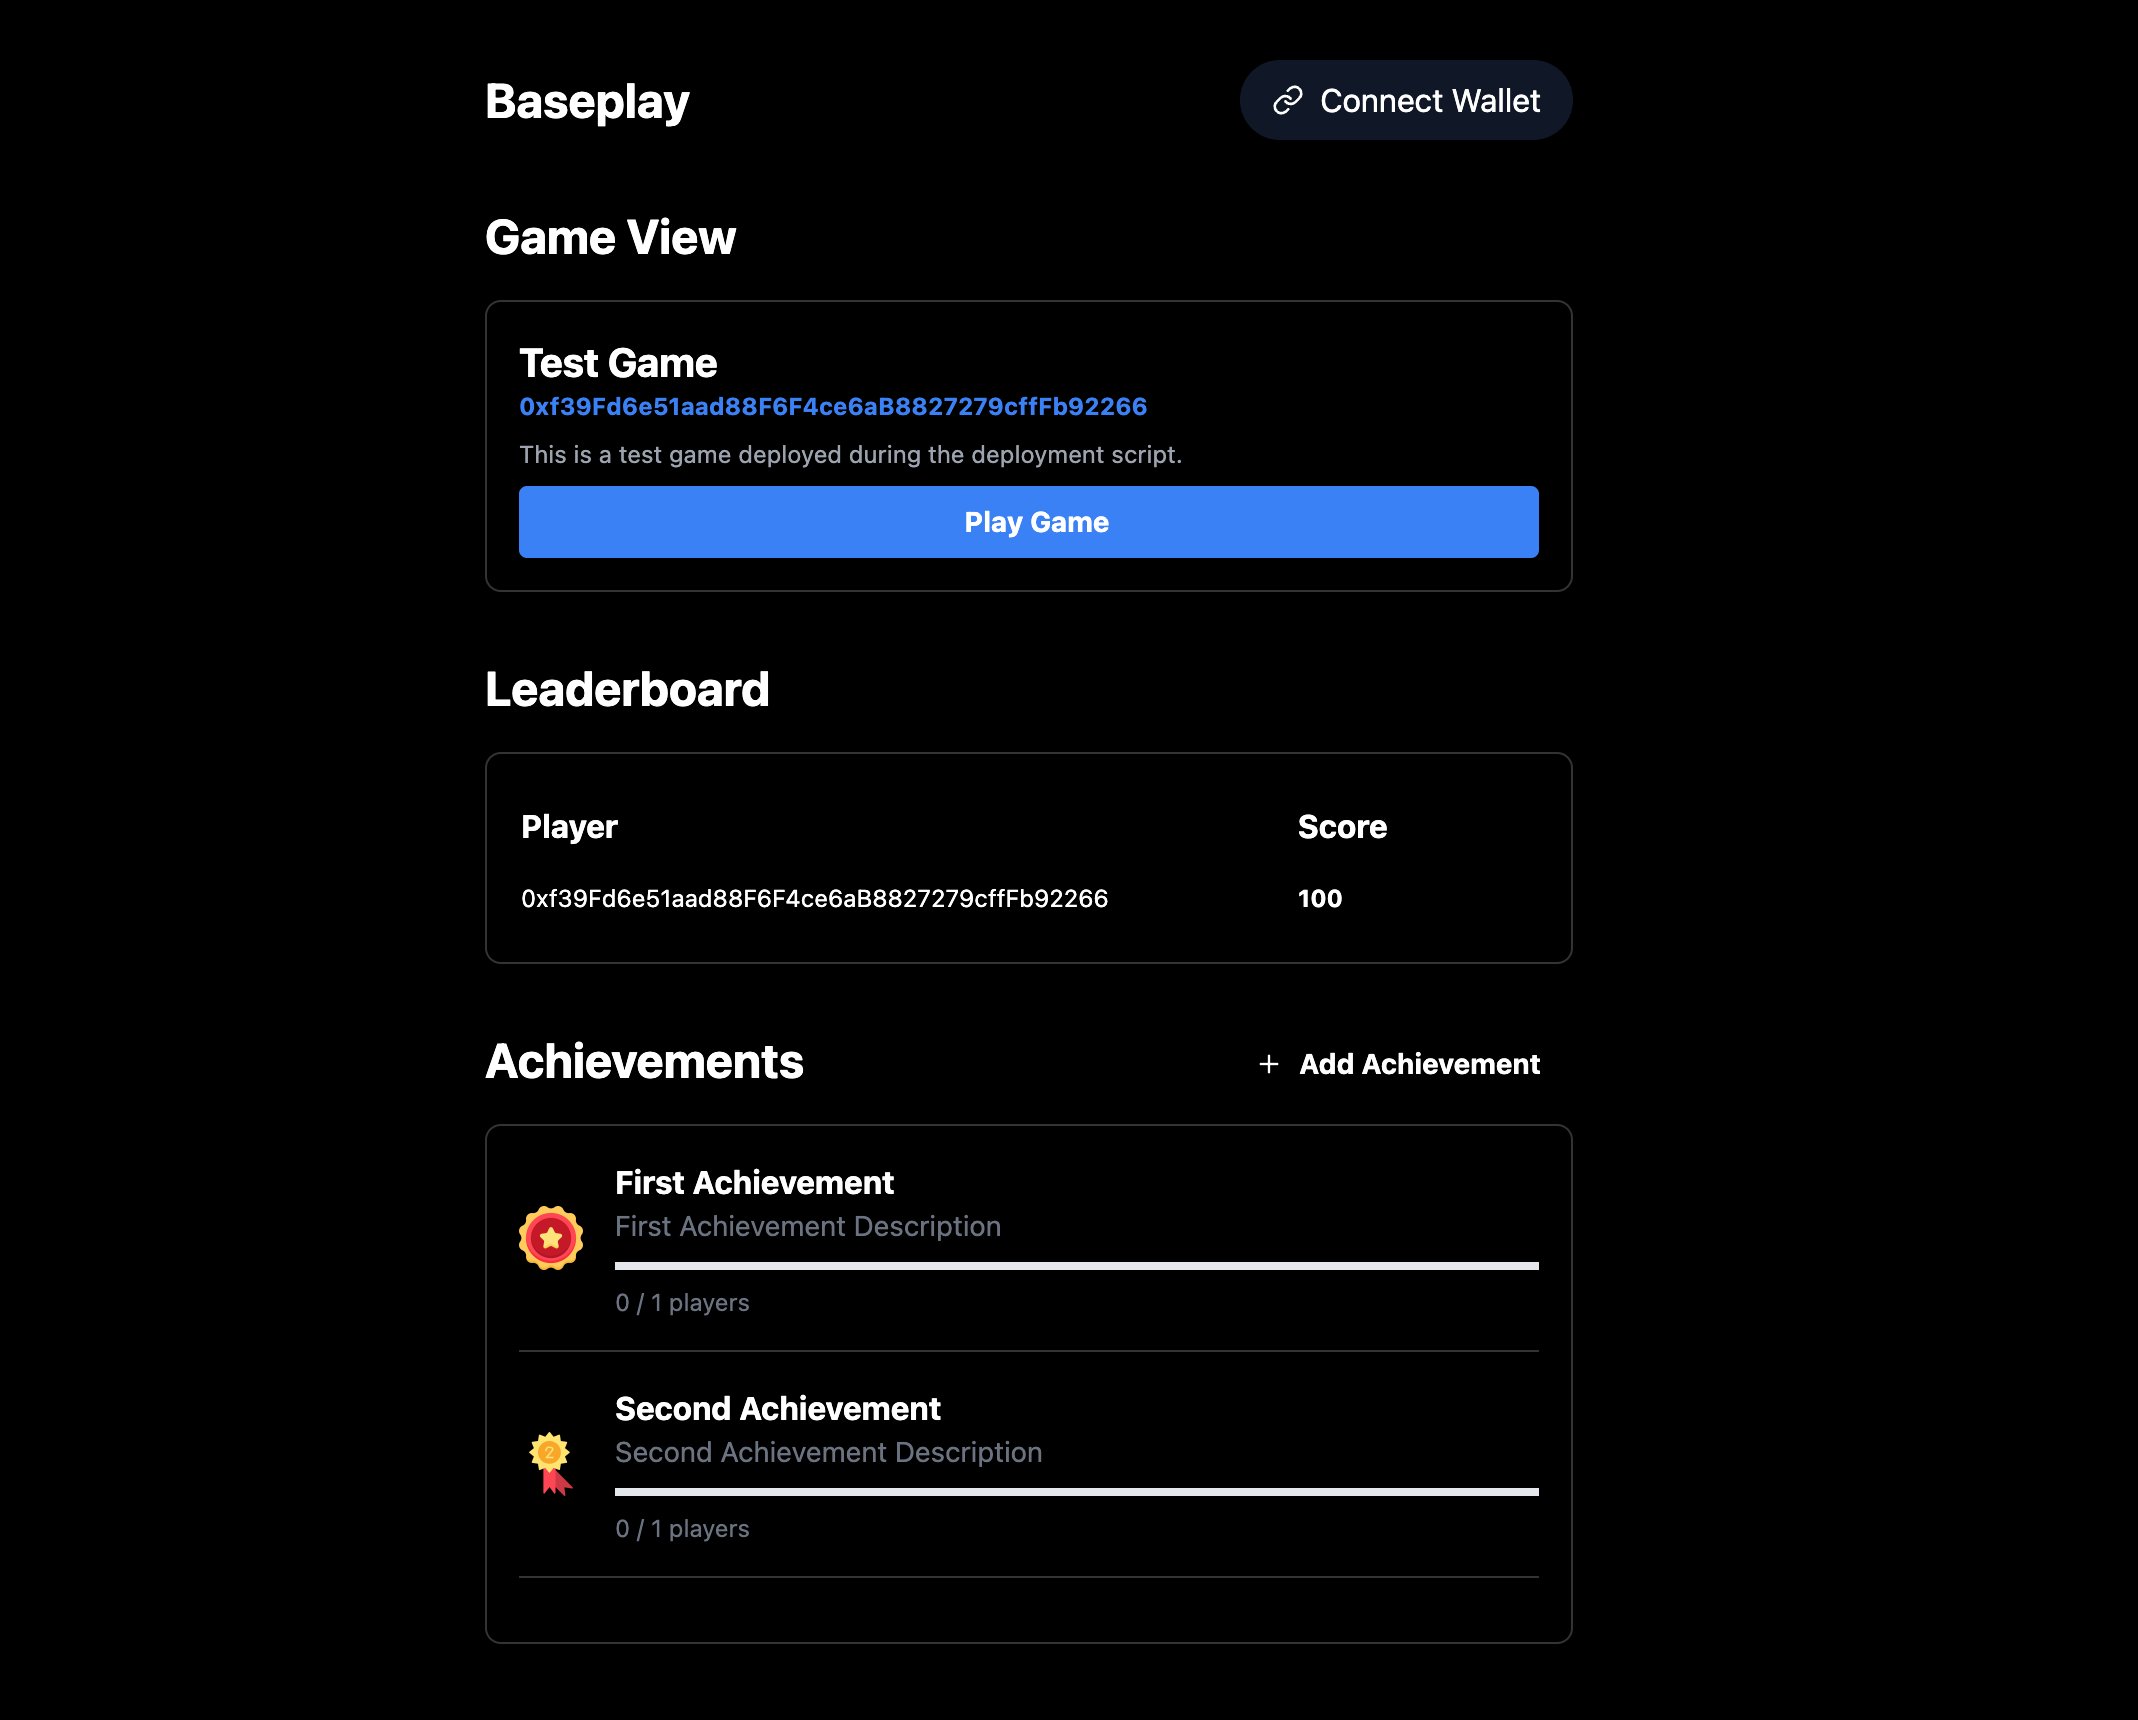 Baseplay
Connect Wallet
Game View
Test Game
0xf39Fd6e51aad88F6F4ce6aB8827279cffFb92266
This is a test game deployed during the deployment script.
Play Game
Leaderboard
Player Score
0xf39Fd6e51aad88F6F4ce6aB8827279cffFb92266 100
Achievements
+ Add Achievement
First Achievement
First Achievement Description
0 / 1 players
2
Second Achievement
Second Achievement Description
0 / 1 players